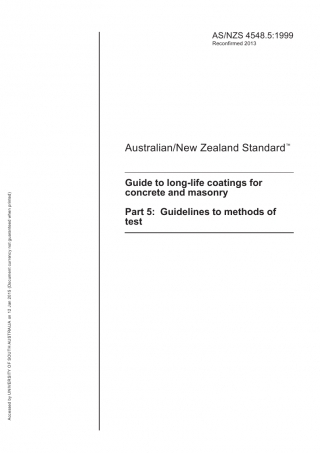 AS/NZS 4548.5:1999
Reconfirmed 2013
Australian/New Zealand Standard™
Guide to long-life coatings for
concrete and masonry
Part 5: Guidelines to methods of
test
Accessed by UNIVERSITY OF SOUTH AUSTRALIA on 12 Jan 2015 (Document currency not guaranteed when printed)